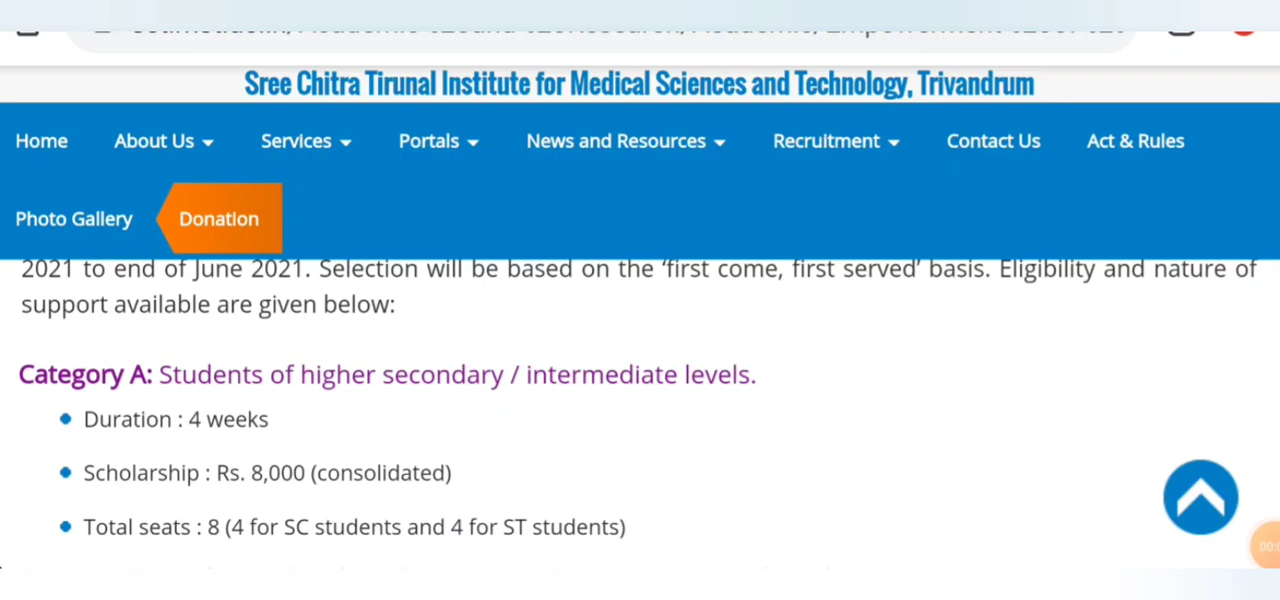 Sree Chitra Tirunal Institute for Medical Sciences and Technology, Trivandrum
Home About Us Services Portals News and Resources Recruitment Contact Us Act & Rules
Photo Gallery Donation
2021 to end of June 2021. Selection will be based on the ‘first come, first served’ basis. Eligibility and nature of
support available are given below:
Category A: Students of higher secondary / intermediate levels.
Duration : 4 weeks
Scholarship : Rs. 8,000 (consolidated)
Total seats : 8 (4 for SC students and 4 for ST students)